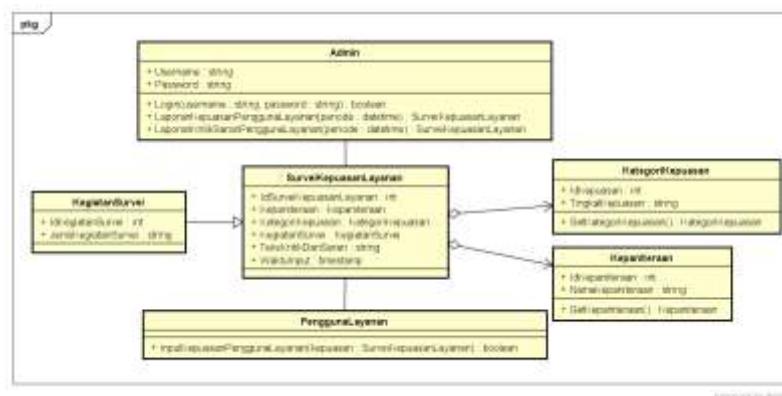 pkg
Admin
+ Username : string
+ Password : string
+ Login(username : string, password : string) : boolean
+ LaporanKepuasanPenggunaLayanan(periode : datetime) : SurveiKepuasanLayanan
+ LaporanKritikSaranPenggunaLayanan(periode : datetime) : SurveiKepuasanLayanan
SurveiKepuasanLayanan
+ IdSurveiKepuasanLayanan : int
+ Kepaniteraan : Kepaniteraan
+ KategoriKepuasan : KategoriKepuasan
+ KegiatanSurvei : KegiatanSurvei
+ TeksKritikDanSaran : string
+ WaktuInput : timestamp
KegiatanSurvei
+ IdKegiatanSurvei : int
+ JenisKegiatanSurvei : string
KategoriKepuasan
+ IdKepuasan : int
+ TingkatKepuasan : string
+ GetKategoriKepuasan() : KategoriKepuasan
Kepaniteraan
+ IdKepaniteraan : int
+ NamaKepaniteraan : string
+ GetKepaniteraan() : Kepaniteraan
PenggunaLayanan
+ InputKepuasanPenggunaLayanan(kepuasan : SurveiKepuasanLayanan) : boolean